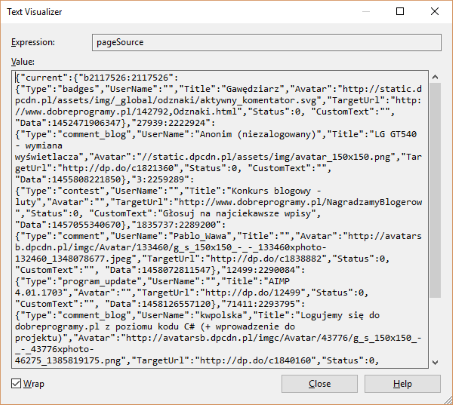 Text Visualizer
Expression:
pageSource
Value:
{"current":{"b2117526:2117526":
{"Type":"badges","UserName":"","Title":"Gawędziarz","Avatar":"http://static.d
pcdn.pl/assets/img/_global/odznaki/aktywny_komentator.svg","TargetUrl":"http:
//www.dobreprogramy.pl/142792,Odznaki.html","Status":0, "CustomText":"",
"Data":1452471906347},"27939:2222924":
{"Type":"comment_blog","UserName":"Anonim (niezalogowany)","Title":"LG GT540
- wymiana
wyświetlacza","Avatar":"//static.dpcdn.pl/assets/img/avatar_150x150.png","Tar
getUrl":"http://dp.do/c1821360","Status":0, "CustomText":"",
"Data":1455808221850},"3:2259289":
{"Type":"contest","UserName":"","Title":"Konkurs blogowy -
luty","Avatar":"","TargetUrl":"http://www.dobreprogramy.pl/NagradzamyBlogerow
","Status":0, "CustomText":"Głosuj na najciekawsze wpisy",
"Data":1457055340670},"1835737:2289200":
{"Type":"comment","UserName":"Pablo_Wawa","Title":"","Avatar":"http://avatars
b.dpcdn.pl/imgc/Avatar/133460/g_s_150x150_-_-_133460xphoto-
132460_1348078677.jpeg","TargetUrl":"http://dp.do/c1838882","Status":0,
"CustomText":"", "Data":1458072811547},"12499:2290084":
{"Type":"program_update","UserName":"","Title":"AIMP
4.01.1703","Avatar":"","TargetUrl":"http://dp.do/12499","Status":0,
"CustomText":"", "Data":1458126557120},"71411:2293795":
{"Type":"comment_blog","UserName":"kwpolska","Title":"Logujemy się do
dobreprogramy.pl z poziomu kodu C# (+ wprowadzenie do
projektu)","Avatar":"http://avatarsb.dpcdn.pl/imgc/Avatar/43776/g_s_150x150_
-_-_43776xphoto-
46275_1385819175.png","TargetUrl":"http://dp.do/c1840160","Status":0,
Wrap
Close
Help